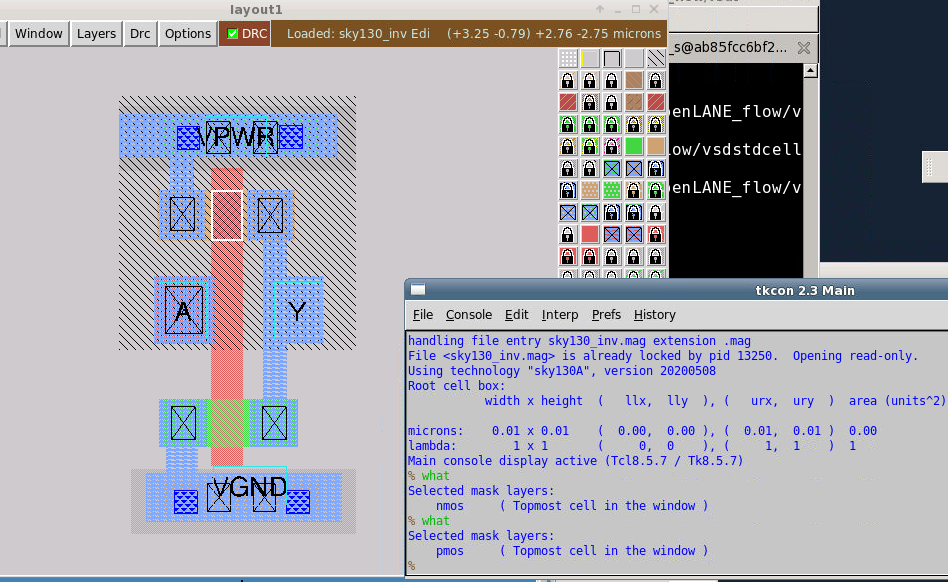 layout1
Window Layers Drc Options DRC Loaded: sky130_inv Edi (+3.25 -0.79) +2.76 -2.75 microns
_s@ab85fcc6bf2...
enLANE_flow/v
ow/vsdstdcell
enLANE_flow/v
VPWR
A
Y
VGND
tkcon 2.3 Main
File Console Edit Interp Prefs History
handling file entry sky130_inv.mag extension .mag
File <sky130_inv.mag> is already locked by pid 13250. Opening read-only.
Using technology "sky130A", version 20200508
Root cell box:
width x height ( llx, lly ), ( urx, ury ) area (units^2)
microns: 0.01 x 0.01 ( 0.00, 0.00 ), ( 0.01, 0.01 ) 0.00
lambda: 1 x 1 ( 0, 0 ), ( 1, 1 ) 1
Main console display active (Tcl8.5.7 / Tk8.5.7)
% what
Selected mask layers:
nmos ( Topmost cell in the window )
% what
Selected mask layers:
pmos ( Topmost cell in the window )
%